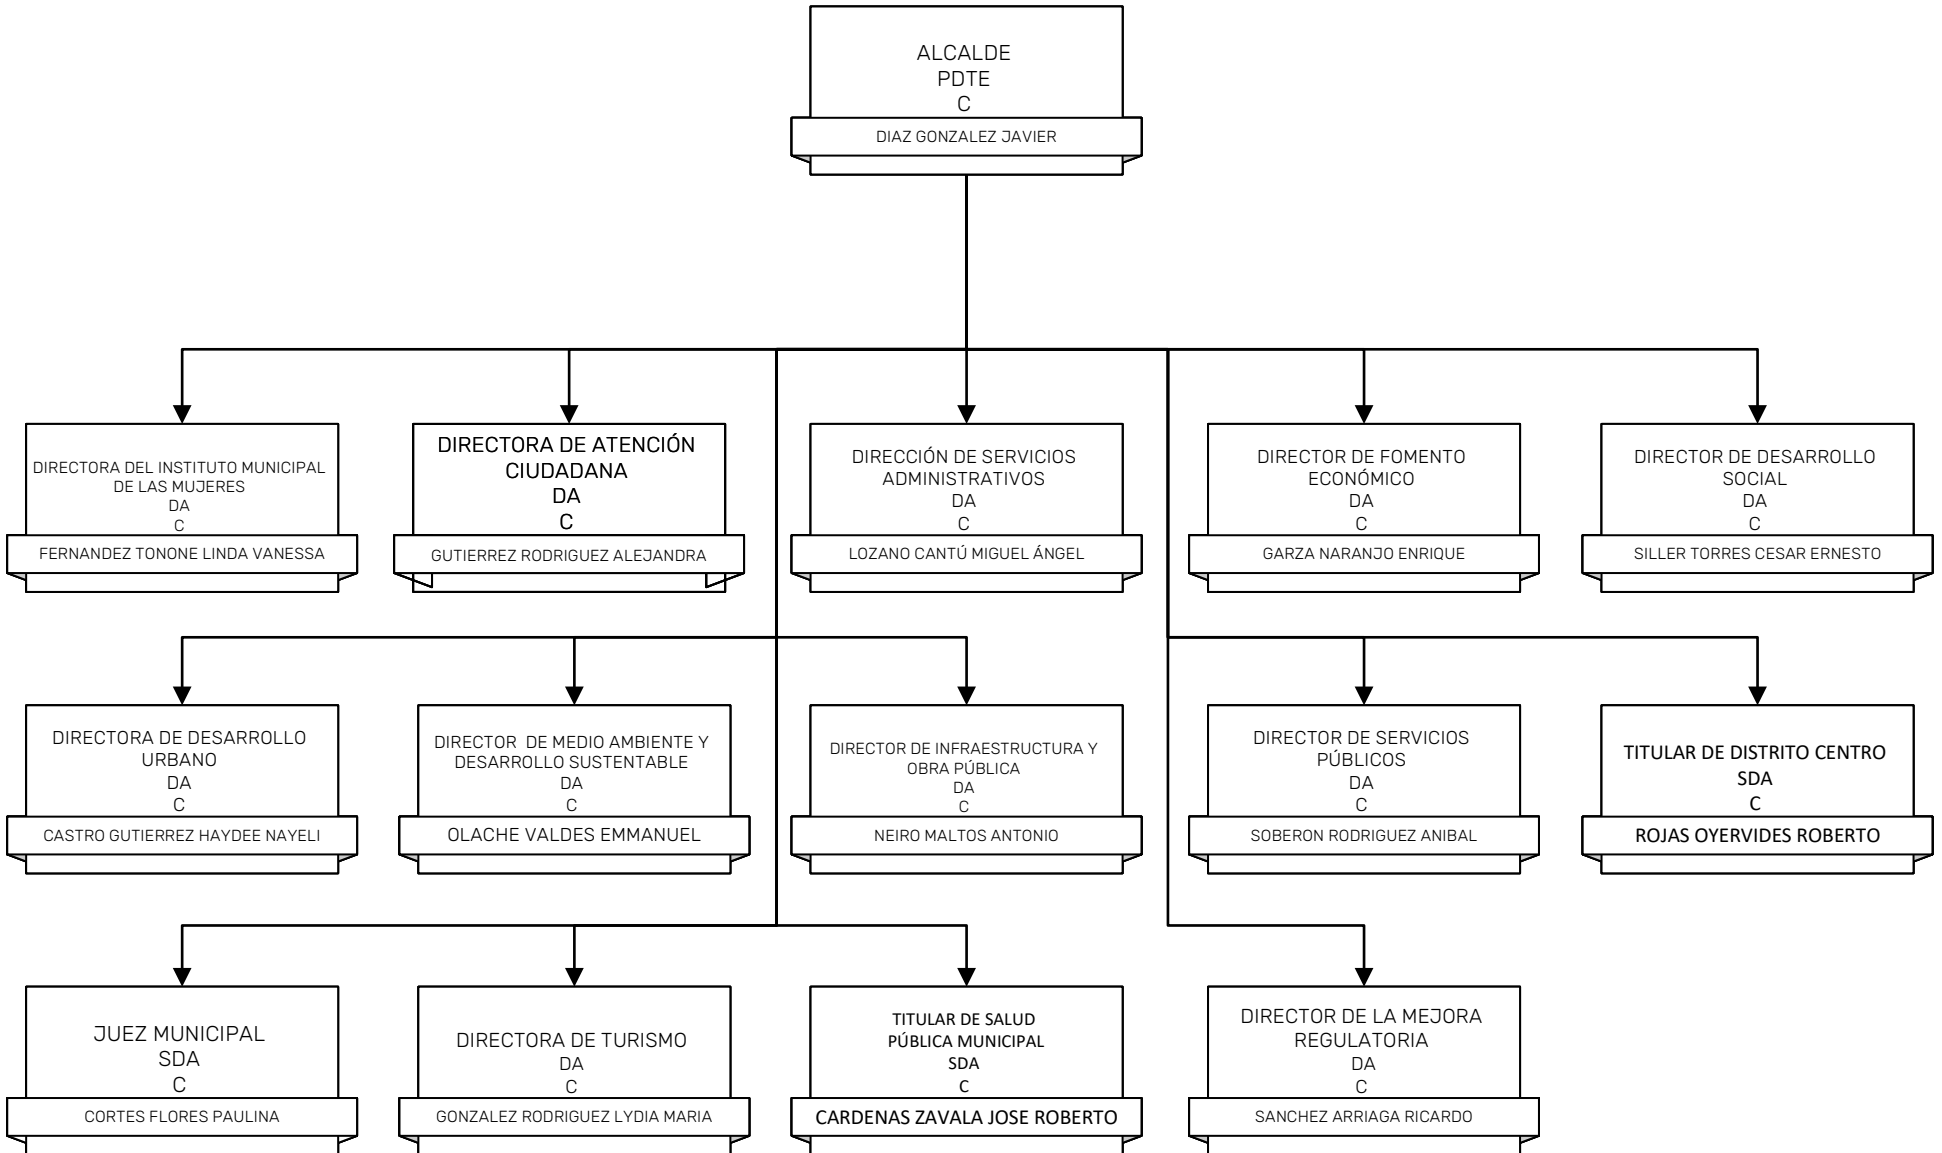 ALCALDE
PDTE
C
DIAZ GONZALEZ JAVIER
DIRECTORA DEL INSTITUTO MUNICIPAL
DE LAS MUJERES
DA
C
FERNANDEZ TONONE LINDA VANESSA
DIRECTORA DE ATENCIÓN
CIUDADANA
DA
C
GUTIERREZ RODRIGUEZ ALEJANDRA
DIRECCIÓN DE SERVICIOS
ADMINISTRATIVOS
DA
C
LOZANO CANTÚ MIGUEL ÁNGEL
DIRECTOR DE FOMENTO
ECONÓMICO
DA
C
GARZA NARANJO ENRIQUE
DIRECTOR DE DESARROLLO
SOCIAL
DA
C
SILLER TORRES CESAR ERNESTO
DIRECTORA DE DESARROLLO
URBANO
DA
C
CASTRO GUTIERREZ HAYDEE NAYELI
DIRECTOR  DE MEDIO AMBIENTE Y
DESARROLLO SUSTENTABLE
DA
C
OLACHE VALDES EMMANUEL
DIRECTOR DE INFRAESTRUCTURA Y
OBRA PÚBLICA
DA
C
NEIRO MALTOS ANTONIO
DIRECTOR DE SERVICIOS
PÚBLICOS
DA
C
SOBERON RODRIGUEZ ANIBAL
TITULAR DE DISTRITO CENTRO
SDA
C
ROJAS OYERVIDES ROBERTO
JUEZ MUNICIPAL
SDA
C
CORTES FLORES PAULINA
DIRECTORA DE TURISMO
DA
C
GONZALEZ RODRIGUEZ LYDIA MARIA
TITULAR DE SALUD
PÚBLICA MUNICIPAL
SDA
C
CARDENAS ZAVALA JOSE ROBERTO
DIRECTOR DE LA MEJORA
REGULATORIA
DA
C
SANCHEZ ARRIAGA RICARDO